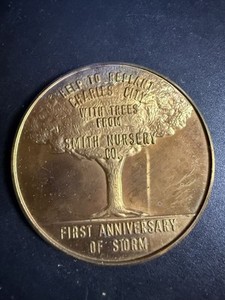 HELP TO REPLANT
CHARLES CITY
WITH TREES
FROM
SMITH NURSERY
CO.
FIRST ANNIVERSARY
OF STORM